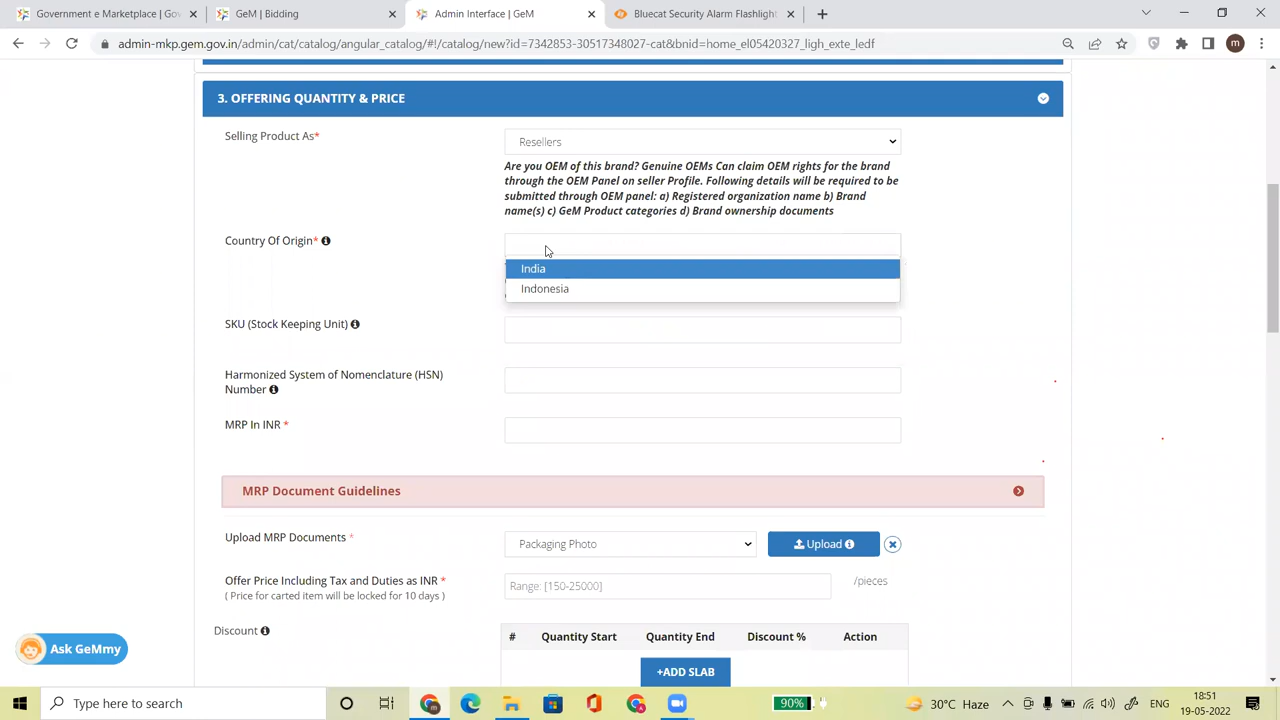 Government e Marketplace | Gov
GeM | Bidding
Admin Interface | GeM
Bluecat Security Alarm Flashlight
admin-mkp.gem.gov.in/admin/cat/catalog/angular_catalog/#!/catalog/new?id=7342853-30517348027-cat&bnid=home_el05420327_ligh_exte_ledf
m
3. OFFERING QUANTITY & PRICE
Selling Product As*
Resellers
Are you OEM of this brand? Genuine OEMs Can claim OEM rights for the brand
through the OEM Panel on seller Profile. Following details will be required to be
submitted through OEM panel: a) Registered organization name b) Brand
name(s) c) GeM Product categories d) Brand ownership documents
Country Of Origin*
India
Indonesia
SKU (Stock Keeping Unit)
Harmonized System of Nomenclature (HSN)
Number
MRP In INR *
MRP Document Guidelines
Upload MRP Documents *
Packaging Photo
Upload
Offer Price Including Tax and Duties as INR *
( Price for carted item will be locked for 10 days )
Range: [150-25000]
/pieces
Discount
# Quantity Start Quantity End Discount % Action
+ADD SLAB
Ask GeMmy
Type here to search
90%
30°C Haze
ENG
18:51
19-05-2022